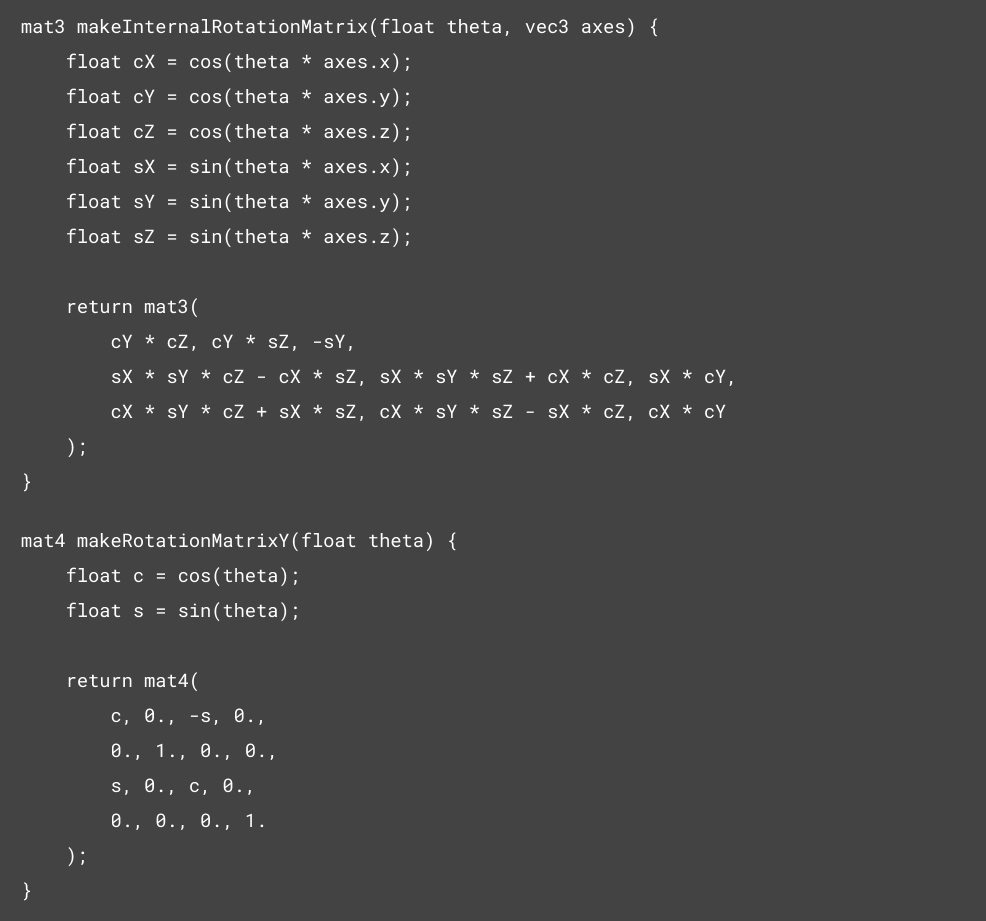 mat3 makeInternalRotationMatrix(float theta, vec3 axes) {
    float cX = cos(theta * axes.x);
    float cY = cos(theta * axes.y);
    float cZ = cos(theta * axes.z);
    float sX = sin(theta * axes.x);
    float sY = sin(theta * axes.y);
    float sZ = sin(theta * axes.z);

    return mat3(
        cY * cZ, cY * sZ, -sY,
        sX * sY * cZ - cX * sZ, sX * sY * sZ + cX * cZ, sX * cY,
        cX * sY * cZ + sX * sZ, cX * sY * sZ - sX * cZ, cX * cY
    );
}

mat4 makeRotationMatrixY(float theta) {
    float c = cos(theta);
    float s = sin(theta);

    return mat4(
        c, 0., -s, 0.,
        0., 1., 0., 0.,
        s, 0., c, 0.,
        0., 0., 0., 1.
    );
}